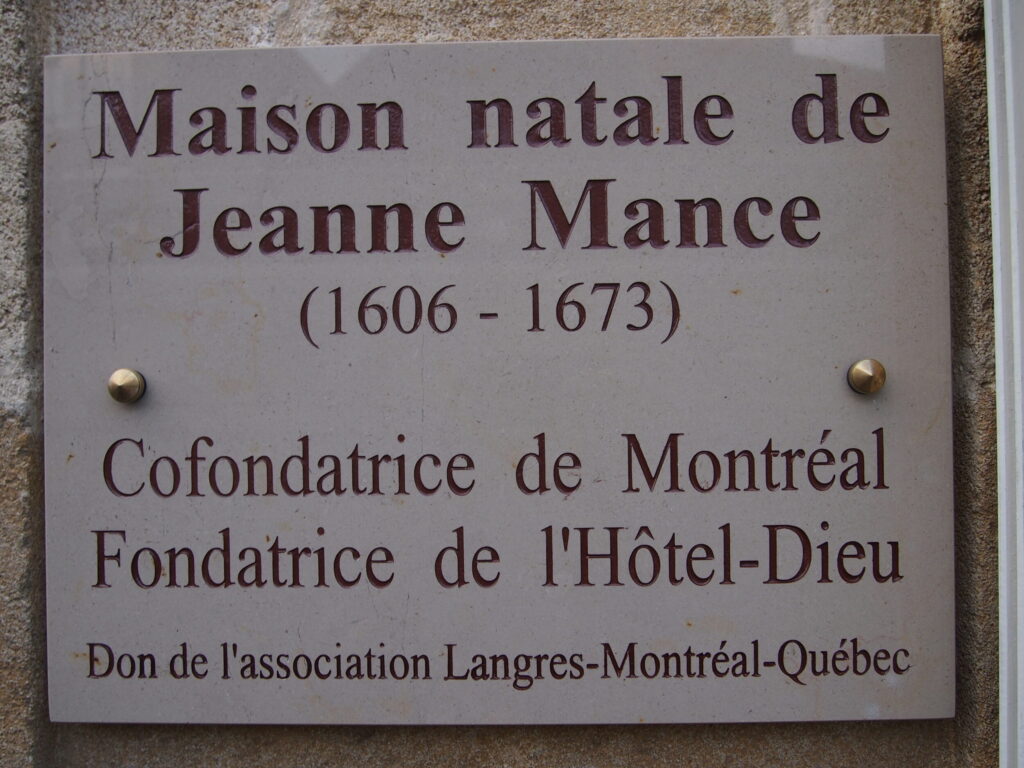 Maison natale de
Jeanne Mance
(1606 - 1673)
Cofondatrice de Montréal
Fondatrice de l'Hôtel-Dieu
Don de l'association Langres-Montréal-Québec